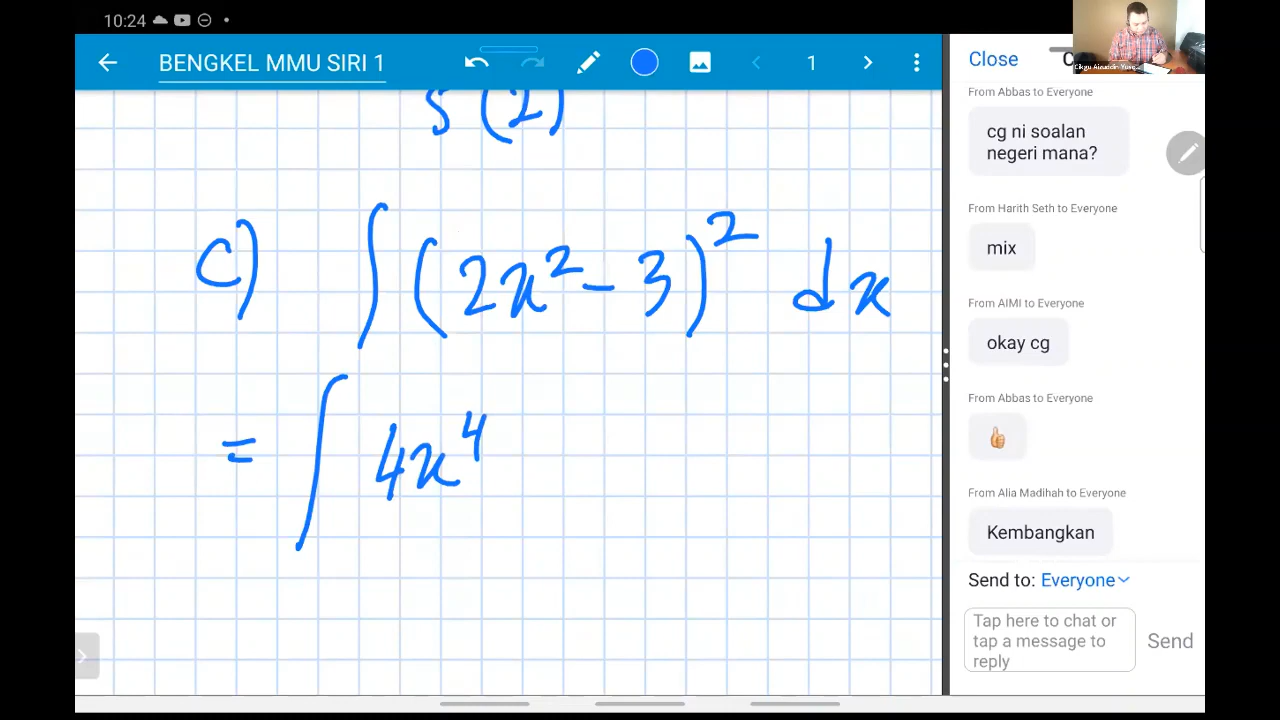 10:24
BENGKEL MMU SIRI 1
1
5 (2)
c) ∫ (2x² - 3)² dx
= ∫ 4x⁴
Close
From Abbas to Everyone
cg ni soalan
negeri mana?
From Harith Seth to Everyone
mix
From AIMI to Everyone
okay cg
From Abbas to Everyone
👍
From Alia Madihah to Everyone
Kembangkan
Send to: Everyone
Tap here to chat or
tap a message to
reply
Send